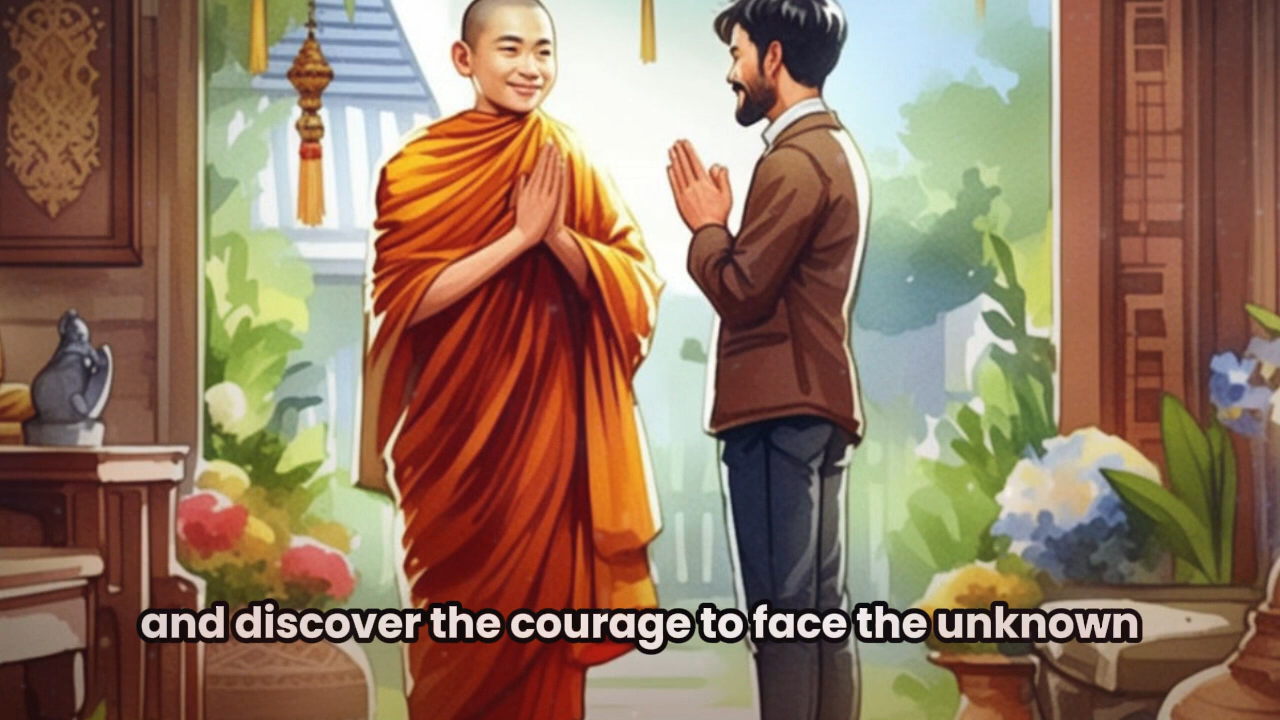 and discover the courage to face the unknown